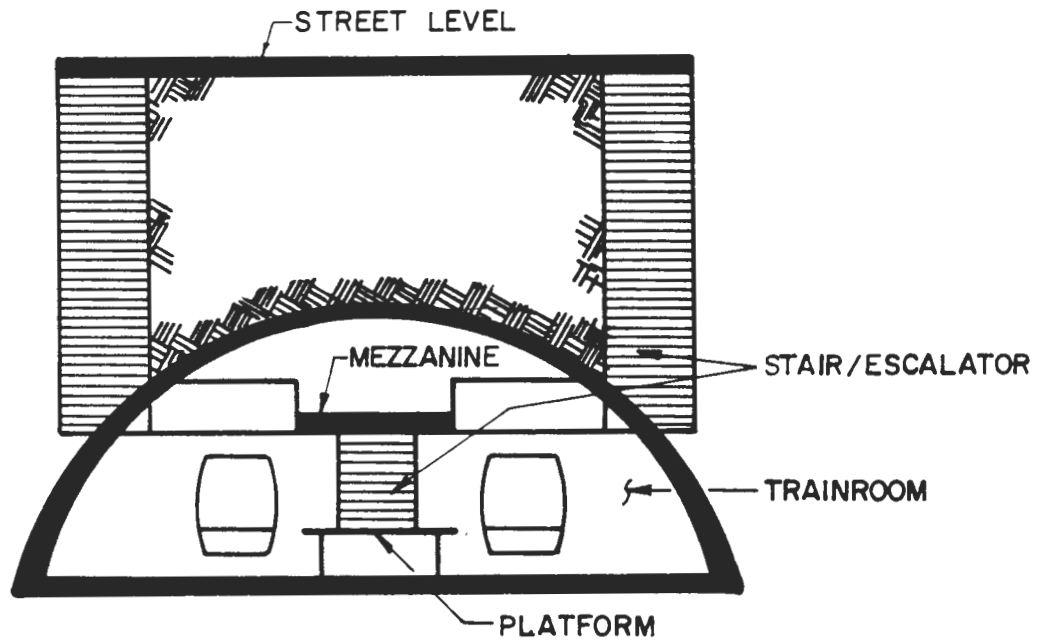 STREET LEVEL
MEZZANINE
STAIR/ESCALATOR
TRAINROOM
PLATFORM